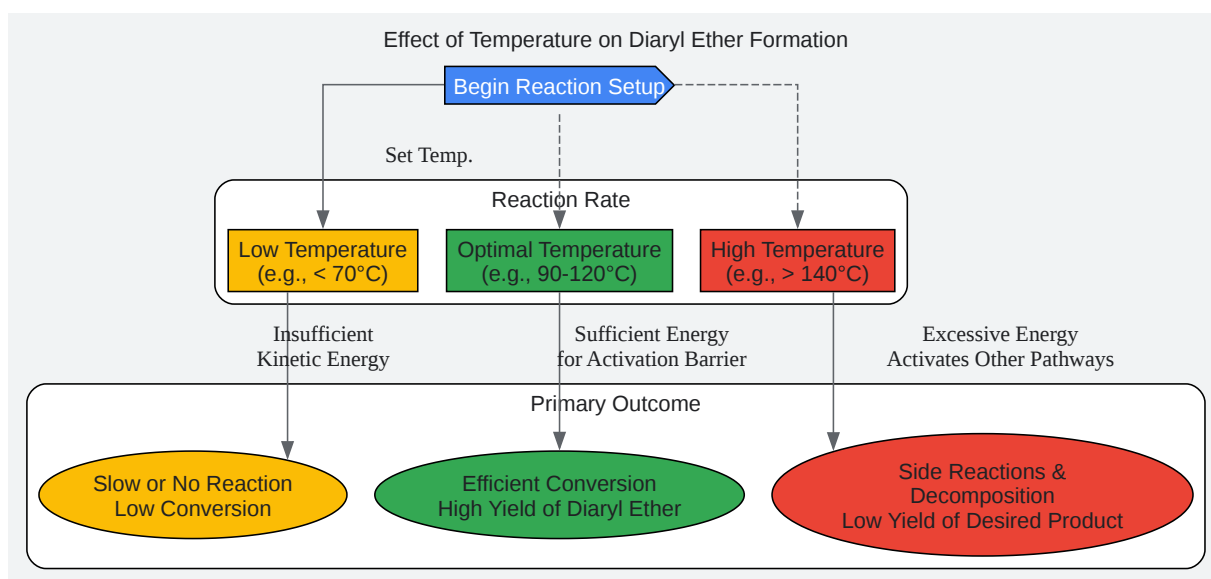 Effect of Temperature on Diaryl Ether Formation
Begin Reaction Setup
Set Temp.
Reaction Rate
Low Temperature
(e.g., < 70°C)
Optimal Temperature
(e.g., 90-120°C)
High Temperature
(e.g., > 140°C)
Insufficient
Kinetic Energy
Sufficient Energy
for Activation Barrier
Excessive Energy
Activates Other Pathways
Primary Outcome
Slow or No Reaction
Low Conversion
Efficient Conversion
High Yield of Diaryl Ether
Side Reactions &
Decomposition
Low Yield of Desired Product